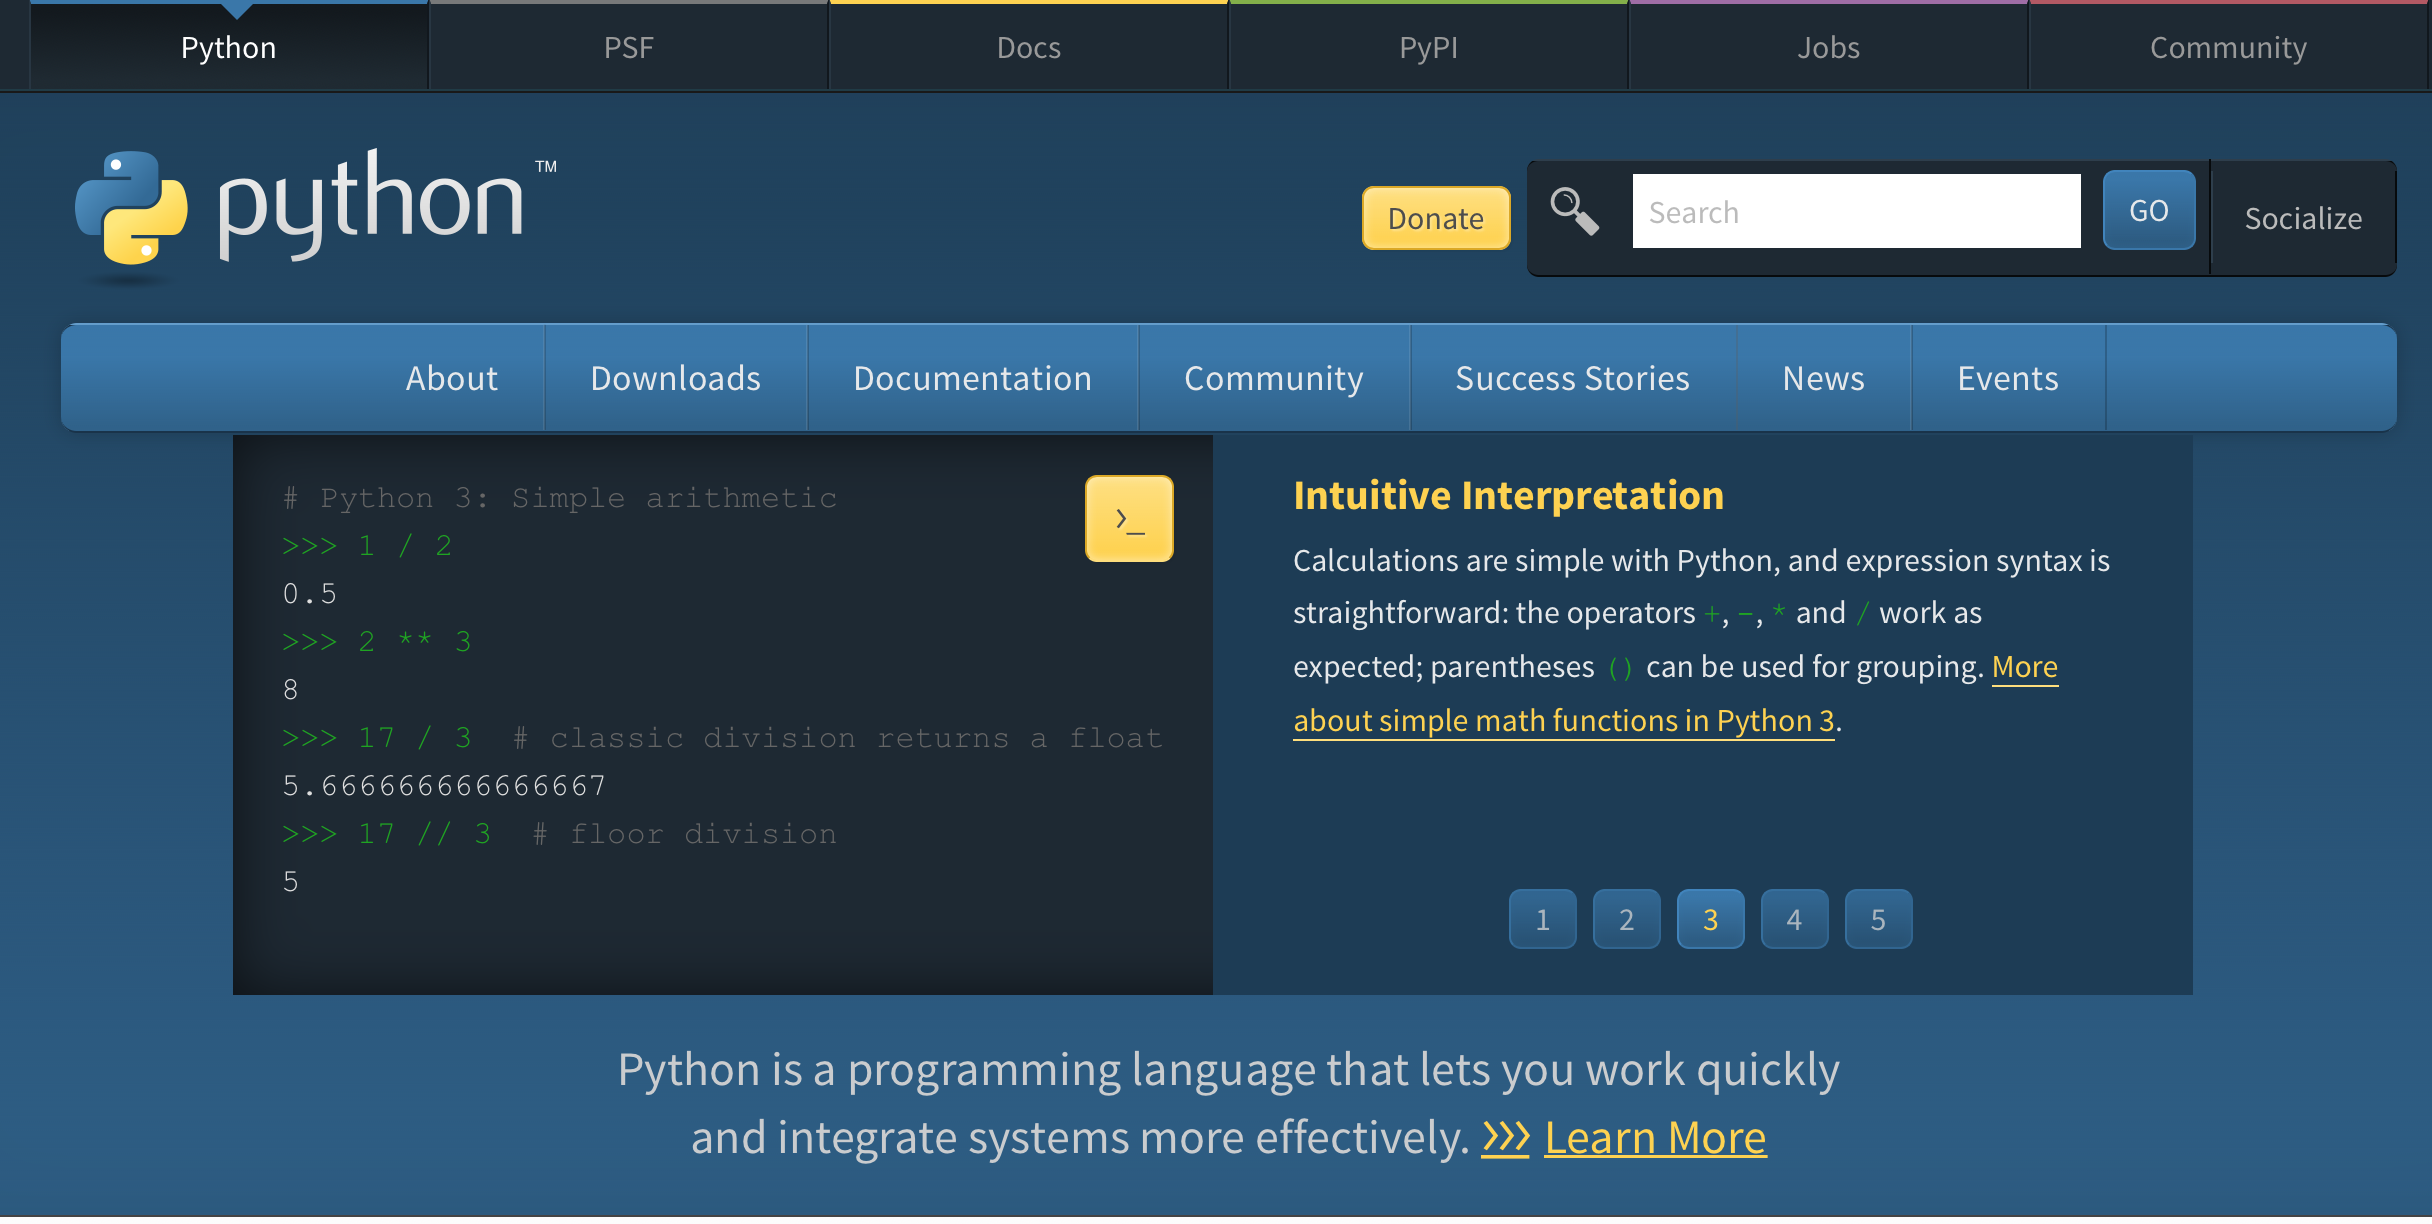 Python PSF Docs PyPI Jobs Community
python™
Donate Search GO Socialize
About Downloads Documentation Community Success Stories News Events
# Python 3: Simple arithmetic
>>> 1 / 2
0.5
>>> 2 ** 3
8
>>> 17 / 3  # classic division returns a float
5.666666666666667
>>> 17 // 3  # floor division
5
>_
Intuitive Interpretation
Calculations are simple with Python, and expression syntax is
straightforward: the operators +, -, * and / work as
expected; parentheses () can be used for grouping. More
about simple math functions in Python 3.
1 2 3 4 5
Python is a programming language that lets you work quickly
and integrate systems more effectively. >>> Learn More